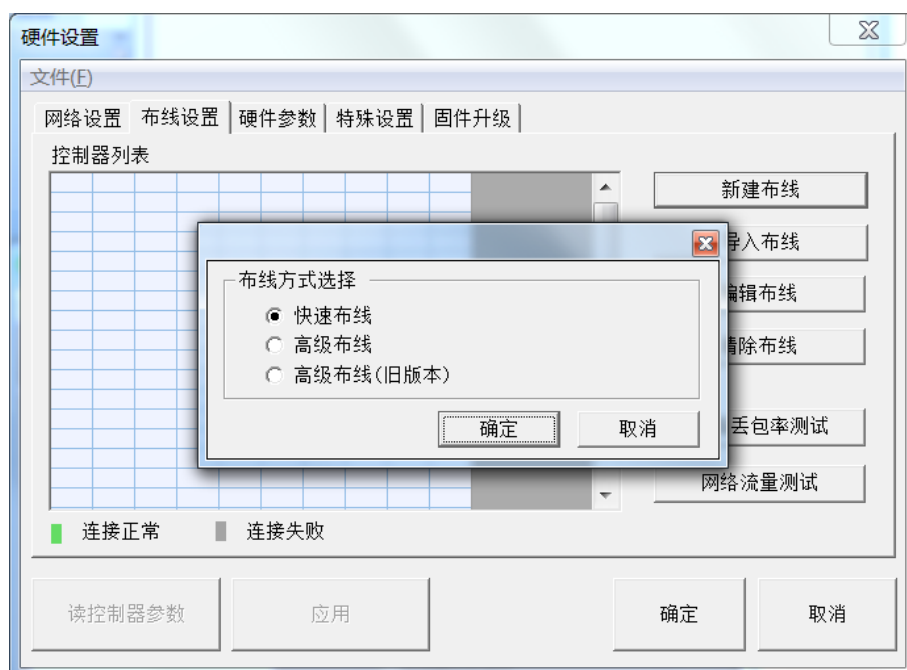 硬件设置
文件(F)
网络设置 布线设置 硬件参数 特殊设置 固件升级
控制器列表
新建布线
入布线
布线
布线
丢包率测试
网络流量测试
布线方式选择
快速布线
高级布线
高级布线(旧版本)
确定 取消
连接正常 连接失败
读控制器参数 应用 确定 取消